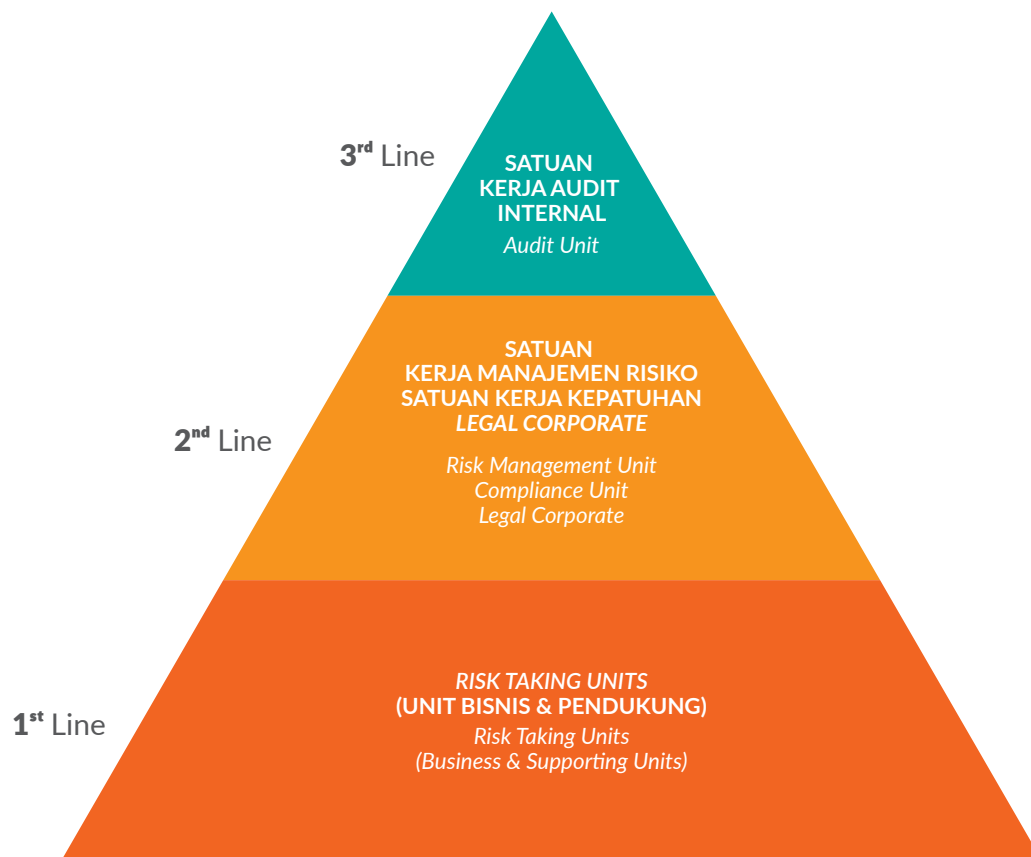 3rd Line
SATUAN
KERJA AUDIT
INTERNAL
Audit Unit
2nd Line
SATUAN
KERJA MANAJEMEN RISIKO
SATUAN KERJA KEPATUHAN
LEGAL CORPORATE
Risk Management Unit
Compliance Unit
Legal Corporate
1st Line
RISK TAKING UNITS
(UNIT BISNIS & PENDUKUNG)
Risk Taking Units
(Business & Supporting Units)